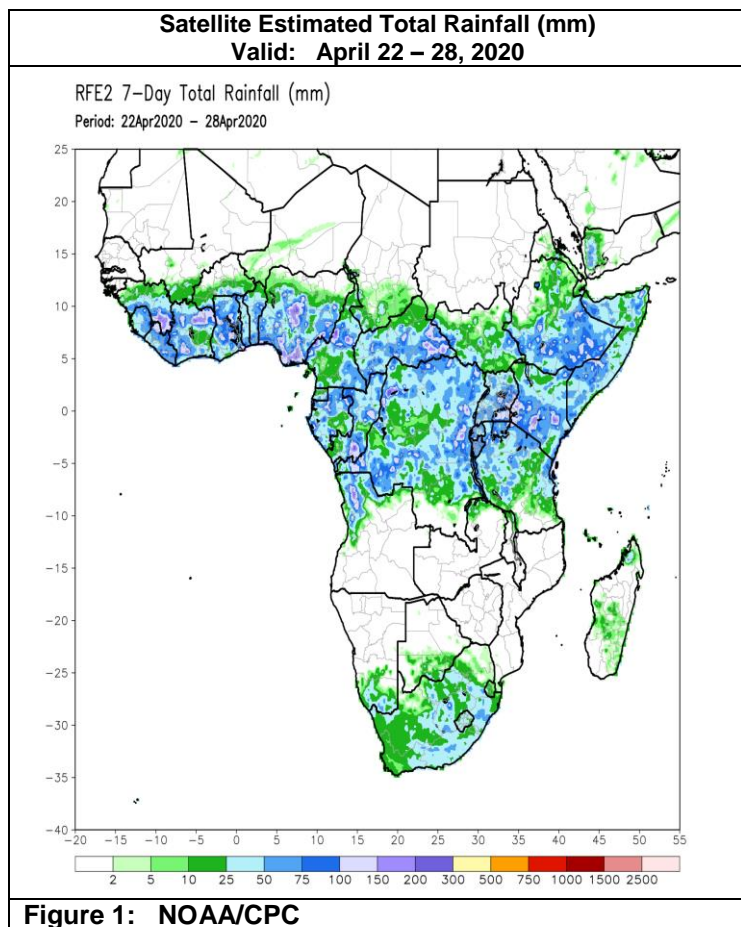 Satellite Estimated Total Rainfall (mm)
Valid: April 22 – 28, 2020
RFE2 7-Day Total Rainfall (mm)
Period: 22Apr2020 – 28Apr2020
25
20
15
10
5
0
-5
-10
-15
-20
-25
-30
-35
-40
-20 -15 -10 -5 0 5 10 15 20 25 30 35 40 45 50 55
2 5 10 25 50 75 100 150 200 300 500 750 1000 1500 2500
Figure 1: NOAA/CPC